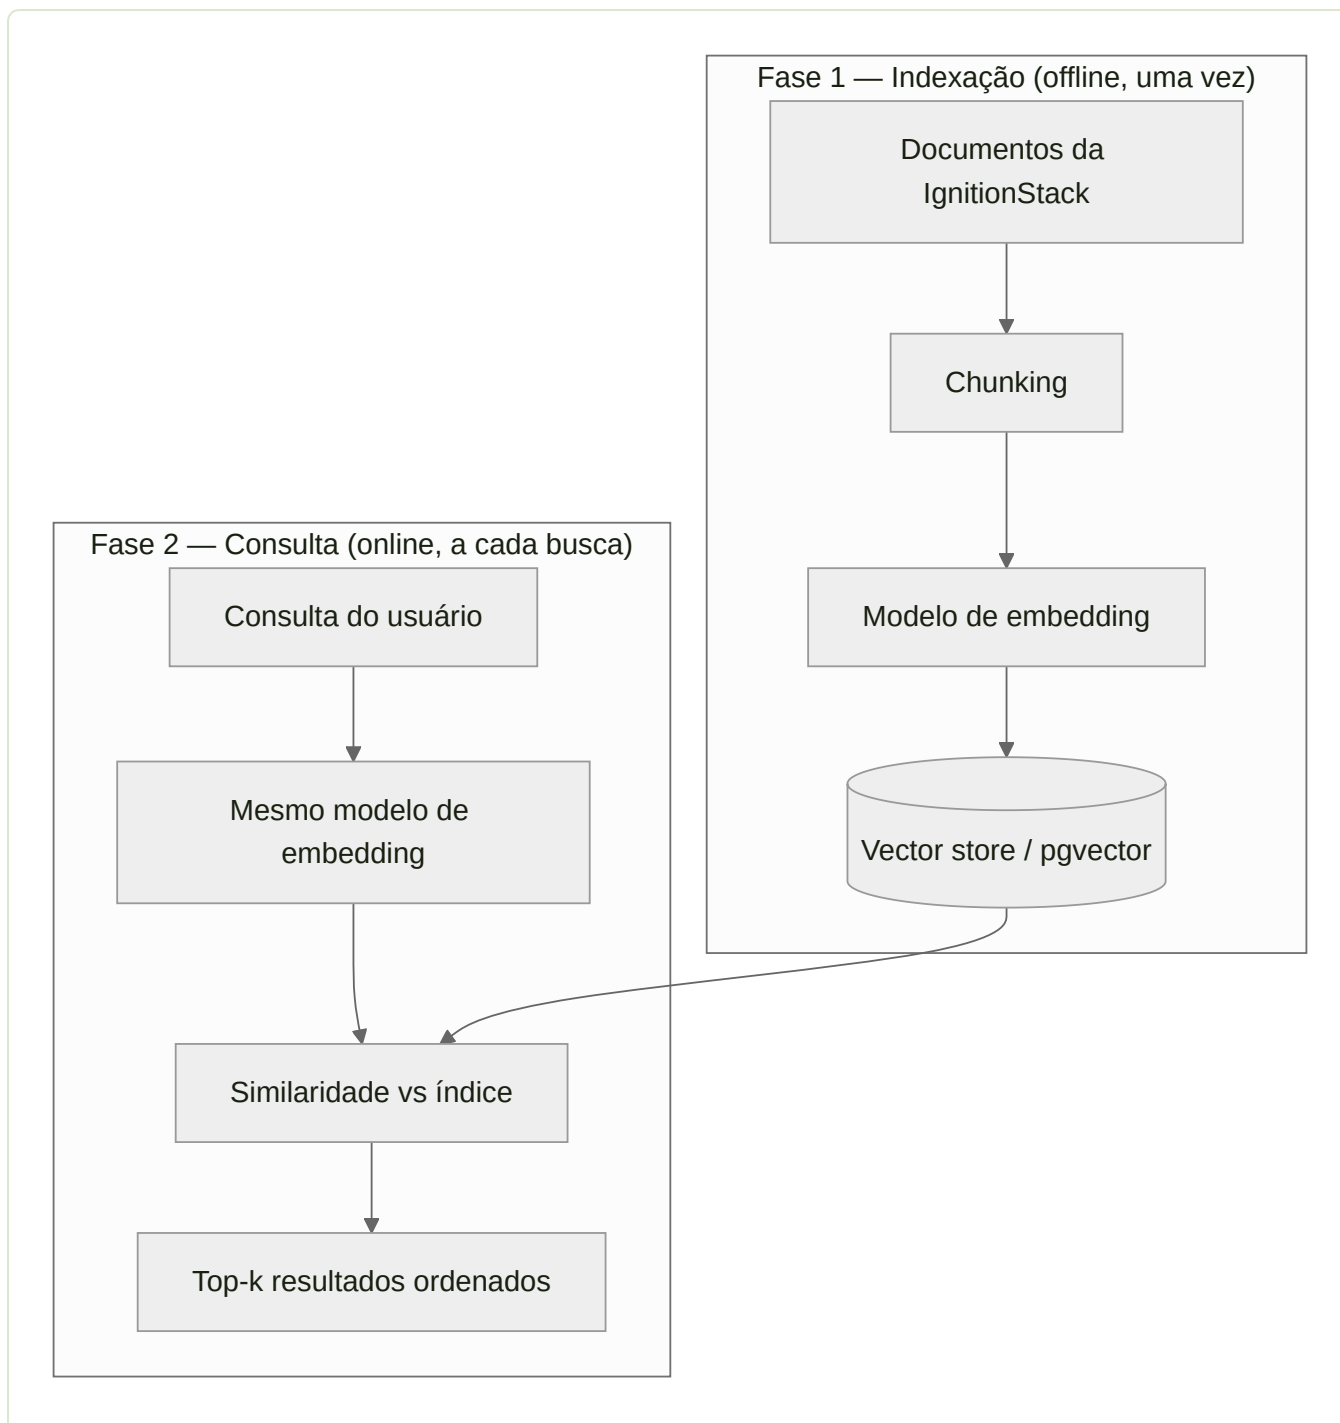 Fase 1 — Indexação (offline, uma vez)
Documentos da
IgnitionStack
Chunking
Modelo de embedding
Vector store / pgvector
Fase 2 — Consulta (online, a cada busca)
Consulta do usuário
Mesmo modelo de
embedding
Similaridade vs índice
Top-k resultados ordenados